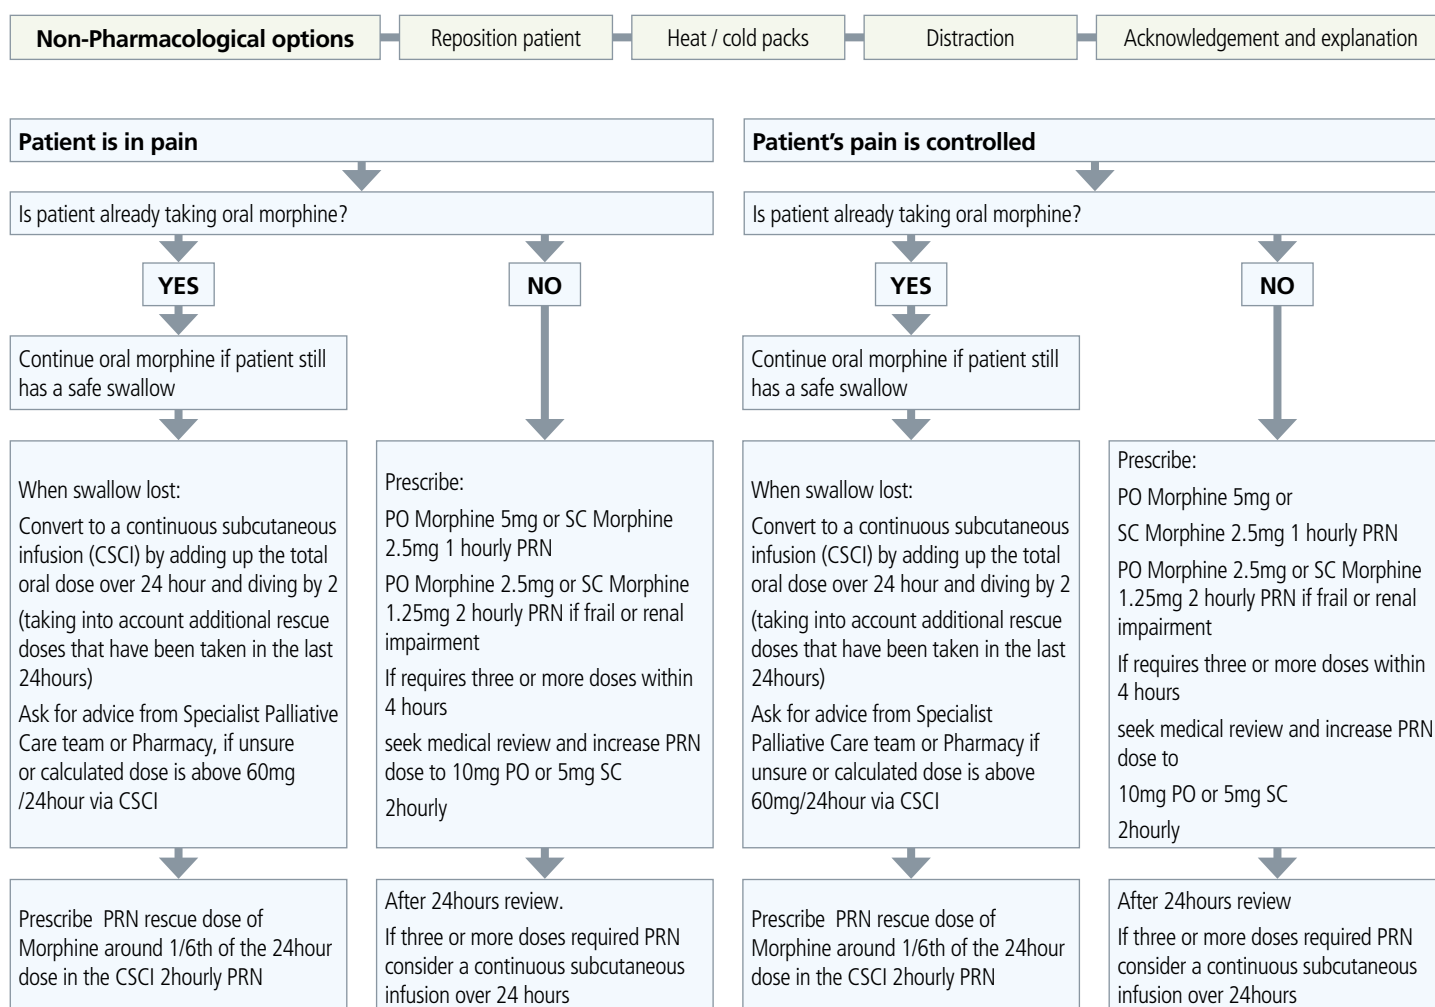 Non-Pharmacological options
Reposition patient
Heat / cold packs
Distraction
Acknowledgement and explanation
Patient is in pain
Is patient already taking oral morphine?
YES
NO
Continue oral morphine if patient still
has a safe swallow
When swallow lost:
Convert to a continuous subcutaneous
infusion (CSCI) by adding up the total
oral dose over 24 hour and diving by 2
(taking into account additional rescue
doses that have been taken in the last
24hours)
Ask for advice from Specialist Palliative
Care team or Pharmacy, if unsure
or calculated dose is above 60mg
/24hour via CSCI
Prescribe:
PO Morphine 5mg or SC Morphine
2.5mg 1 hourly PRN
PO Morphine 2.5mg or SC Morphine
1.25mg 2 hourly PRN if frail or renal
impairment
If requires three or more doses within
4 hours
seek medical review and increase PRN
dose to 10mg PO or 5mg SC
2hourly
Prescribe PRN rescue dose of
Morphine around 1/6th of the 24hour
dose in the CSCI 2hourly PRN
After 24hours review.
If three or more doses required PRN
consider a continuous subcutaneous
infusion over 24 hours
Patient's pain is controlled
Is patient already taking oral morphine?
YES
NO
Continue oral morphine if patient still
has a safe swallow
When swallow lost:
Convert to a continuous subcutaneous
infusion (CSCI) by adding up the total
oral dose over 24 hour and diving by 2
(taking into account additional rescue
doses that have been taken in the last
24hours)
Ask for advice from Specialist
Palliative Care team or Pharmacy if
unsure or calculated dose is above
60mg/24hour via CSCI
Prescribe:
PO Morphine 5mg or
SC Morphine 2.5mg 1 hourly PRN
PO Morphine 2.5mg or SC Morphine
1.25mg 2 hourly PRN if frail or renal
impairment
If requires three or more doses within
4 hours
seek medical review and increase PRN
dose to
10mg PO or 5mg SC
2hourly
Prescribe PRN rescue dose of
Morphine around 1/6th of the 24hour
dose in the CSCI 2hourly PRN
After 24hours review
If three or more doses required PRN
consider a continuous subcutaneous
infusion over 24hours